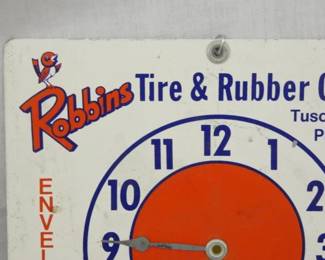 Robbins Tire & Rubber C
Tusc
P
12
11 1
10 2
9 3
ENVEL